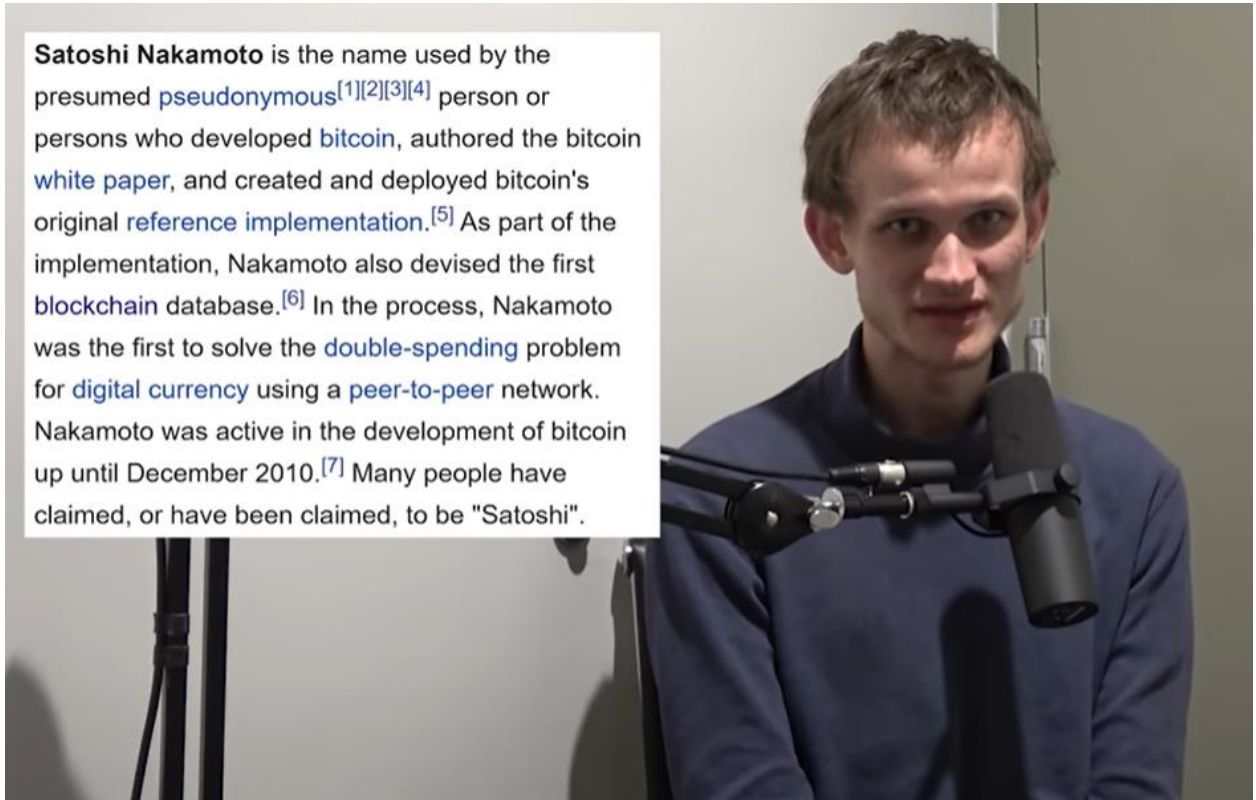 Satoshi Nakamoto is the name used by the
presumed pseudonymous[1][2][3][4] person or
persons who developed bitcoin, authored the bitcoin
white paper, and created and deployed bitcoin's
original reference implementation.[5] As part of the
implementation, Nakamoto also devised the first
blockchain database.[6] In the process, Nakamoto
was the first to solve the double-spending problem
for digital currency using a peer-to-peer network.
Nakamoto was active in the development of bitcoin
up until December 2010.[7] Many people have
claimed, or have been claimed, to be "Satoshi".